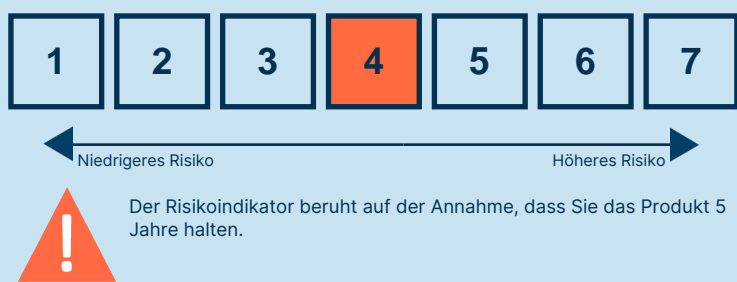 1 2 3 4 5 6 7
Niedrigeres Risiko Höheres Risiko
Der Risikoindikator beruht auf der Annahme, dass Sie das Produkt 5
Jahre halten.
!